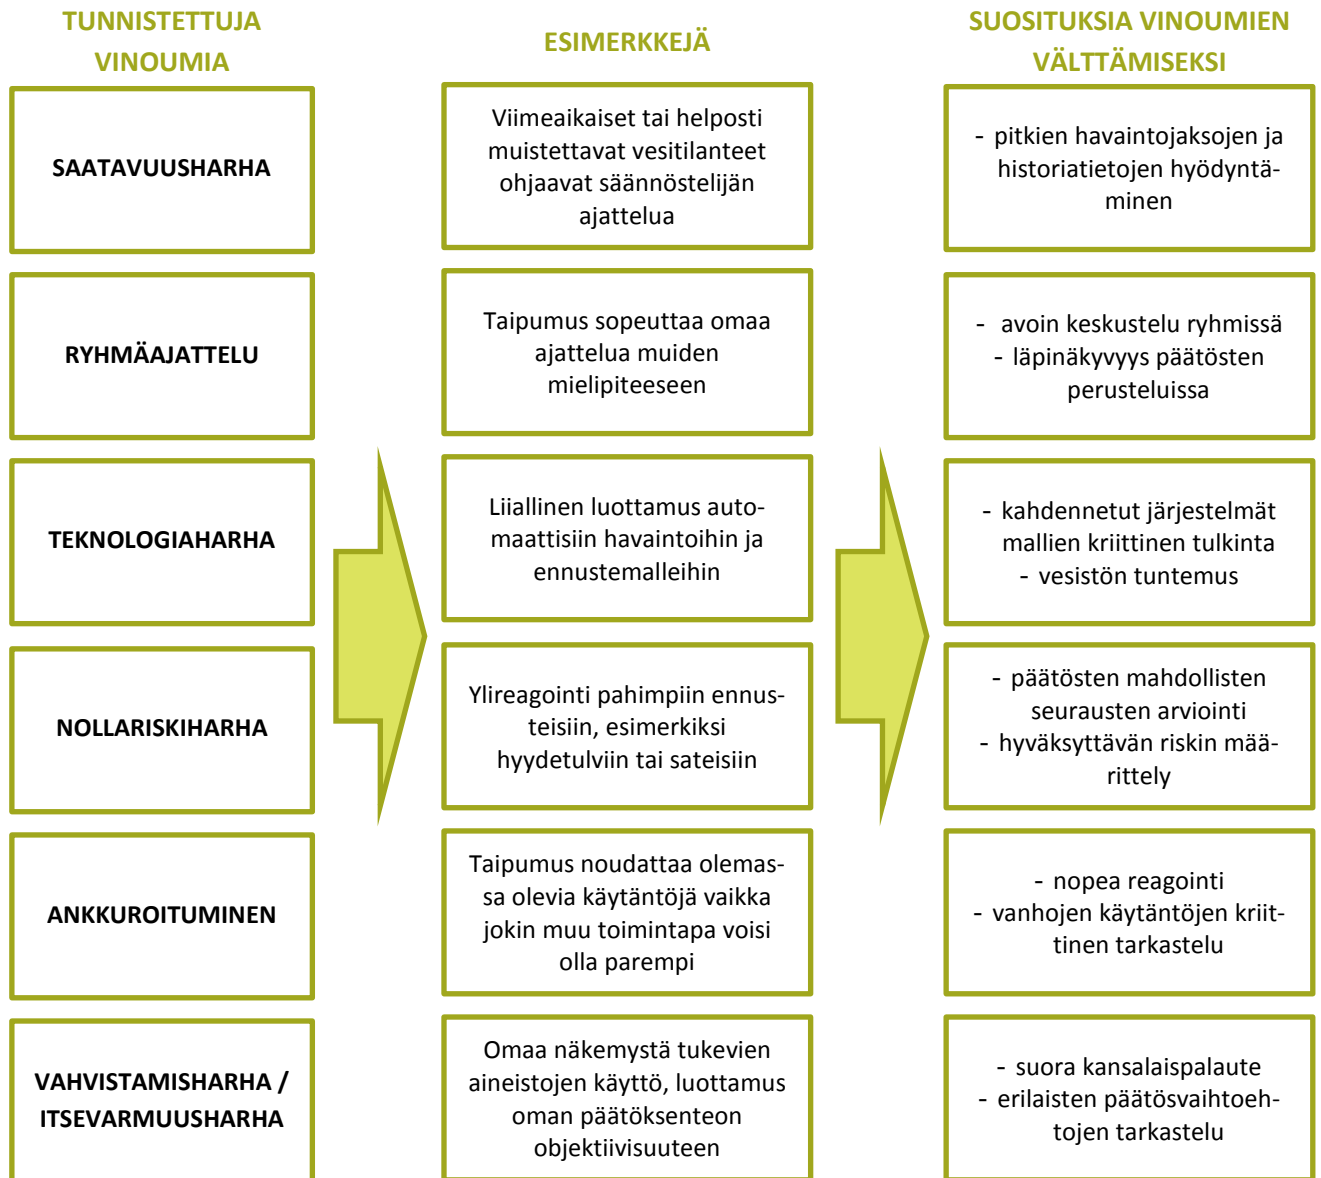 TUNNISTETTUJA
VINOUMIA
ESIMERKKEJÄ
SUOSITUKSIA VINOUMIEN
VÄLTTÄMISEKSI
SAATAVUUSHARHA
Viimeaikaiset tai helposti
muistettavat vesitilanteet
ohjaavat säännöstelijän
ajattelua
- pitkien havaintojaksojen ja
historiatietojen hyödyntä-
minen
RYHMÄAJATTELU
Taipumus sopeuttaa omaa
ajattelua muiden
mielipiteeseen
- avoin keskustelu ryhmissä
- läpinäkyvyys päätösten
perusteluissa
TEKNOLOGIAHARHA
Liiallinen luottamus auto-
maattisiin havaintoihin ja
ennustemalleihin
- kahdennetut järjestelmät
mallien kriittinen tulkinta
- vesistön tuntemus
NOLLARISKIHARHA
Ylireagointi pahimpiin ennus-
teisiin, esimerkiksi
hyydetulviin tai sateisiin
- päätösten mahdollisten
seurausten arviointi
- hyväksyttävän riskin mää-
rittely
ANKKUROITUMINEN
Taipumus noudattaa olemas-
sa olevia käytäntöjä vaikka
jokin muu toimintapa voisi
olla parempi
- nopea reagointi
- vanhojen käytäntöjen kriit-
tinen tarkastelu
VAHVISTAMISHARHA /
ITSEVARMUUSHARHA
Omaa näkemystä tukevien
aineistojen käyttö, luottamus
oman päätöksenteon
objektiivisuuteen
- suora kansalaispalaute
- erilaisten päätösvaihtoeh-
tojen tarkastelu